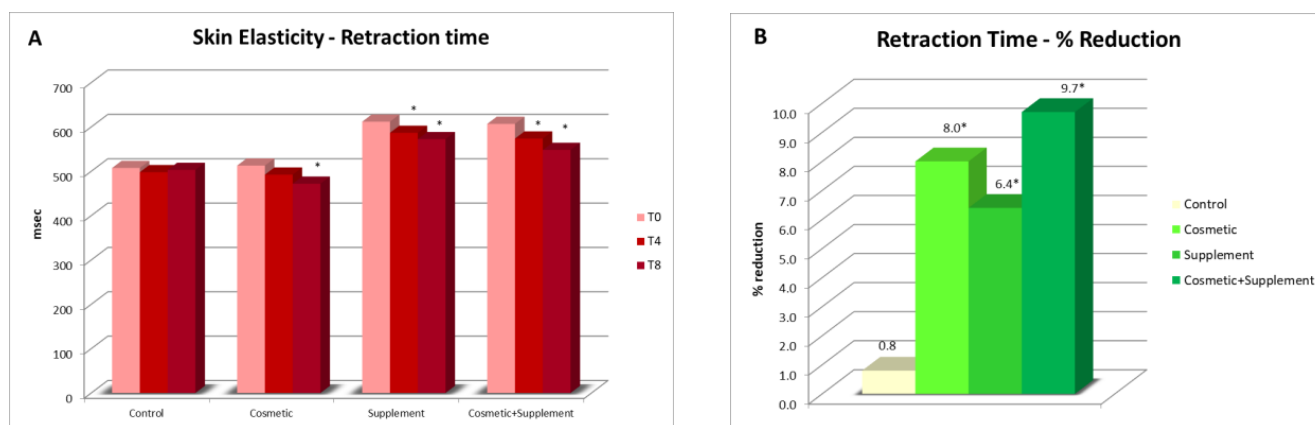 A
Skin Elasticity - Retraction time
700
600
500
400
300
200
100
0
msec
* * * * *
Control Cosmetic Supplement Cosmetic+Supplement
T0
T4
T8
B
Retraction Time - % Reduction
10.0
9.0
8.0
7.0
6.0
5.0
4.0
3.0
2.0
1.0
0.0
% reduction
0.8
8.0*
6.4*
9.7*
Control
Cosmetic
Supplement
Cosmetic+Supplement